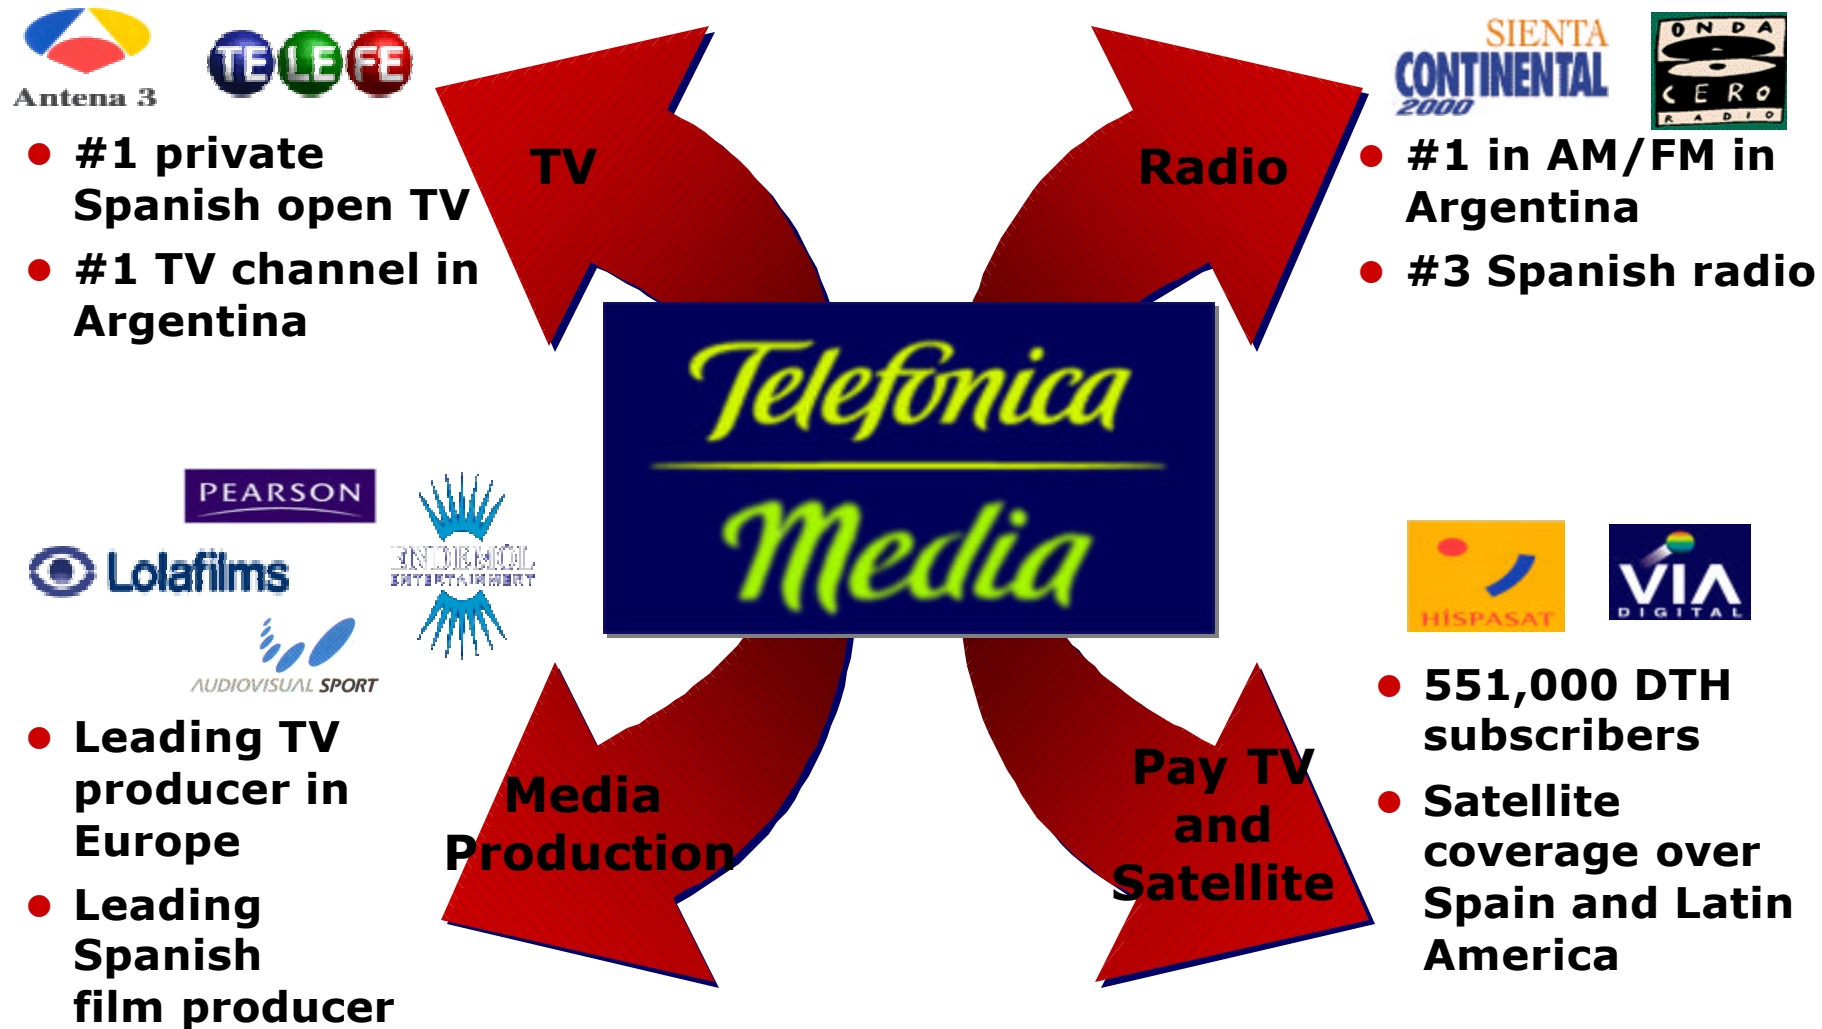 Antena 3
TELEFE
#1 private
Spanish open TV
#1 TV channel in
Argentina
TV
Radio
SIENTA
CONTINENTAL
2000
ONDA
CERO
RADIO
#1 in AM/FM in
Argentina
#3 Spanish radio
Telefonica
Media
PEARSON
Lolafilms
ENDEMOL
ENTERTAINMENT
AUDIOVISUAL SPORT
Leading TV
producer in
Europe
Leading
Spanish
film producer
Media
Production
Pay TV
and
Satellite
HISPASAT
VIA
DIGITAL
551,000 DTH
subscribers
Satellite
coverage over
Spain and Latin
America